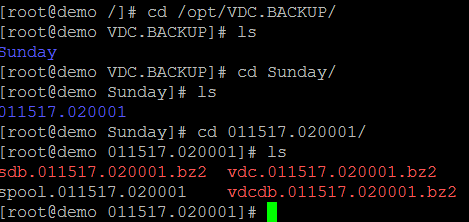 [root@demo /]# cd /opt/VDC.BACKUP/
[root@demo VDC.BACKUP]# ls
Sunday
[root@demo VDC.BACKUP]# cd Sunday/
[root@demo Sunday]# ls
011517.020001
[root@demo Sunday]# cd 011517.020001/
[root@demo 011517.020001]# ls
sdb.011517.020001.bz2  vdc.011517.020001.bz2
spool.011517.020001    vdcdb.011517.020001.bz2
[root@demo 011517.020001]#